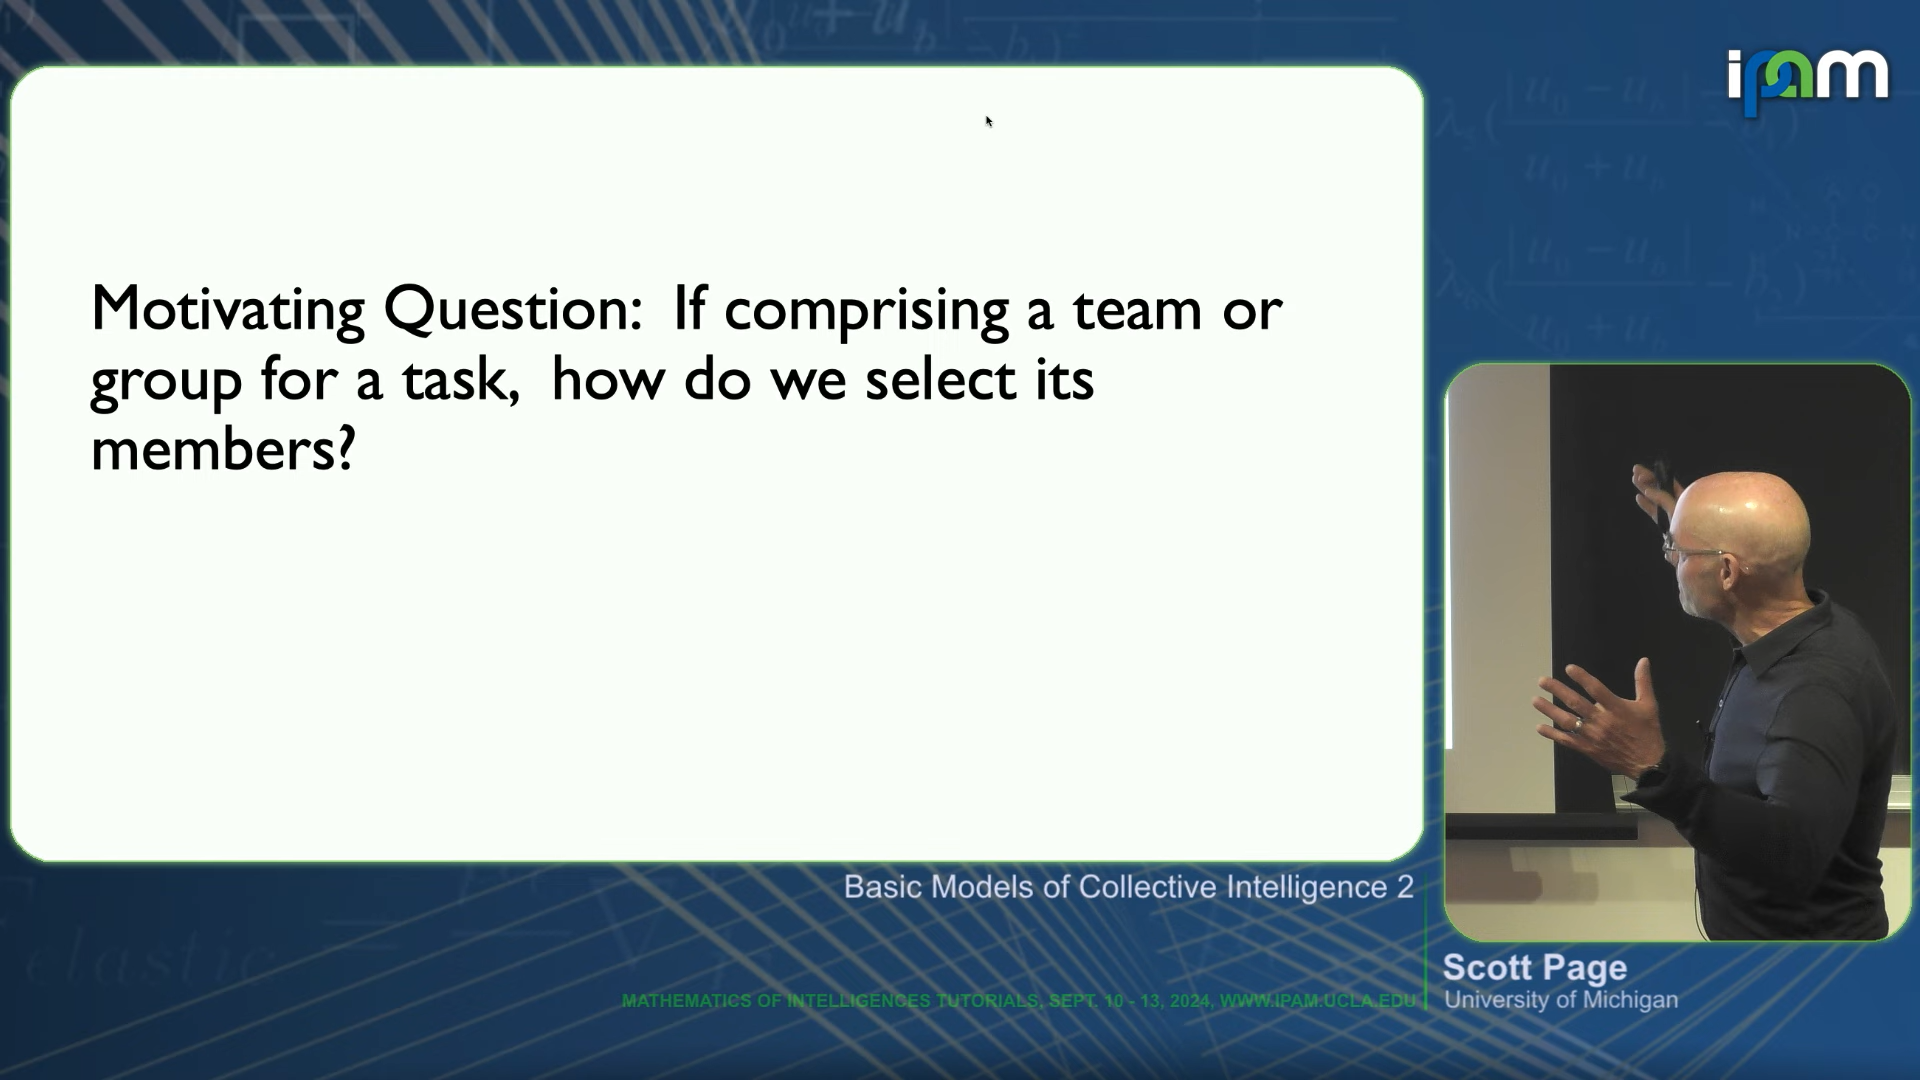 ipam
Motivating Question:  If comprising a team or
group for a task,  how do we select its
members?
Basic Models of Collective Intelligence 2
Scott Page
University of Michigan
MATHEMATICS OF INTELLIGENCES TUTORIALS, SEPT. 10 - 13, 2024, WWW.IPAM.UCLA.EDU
elastic